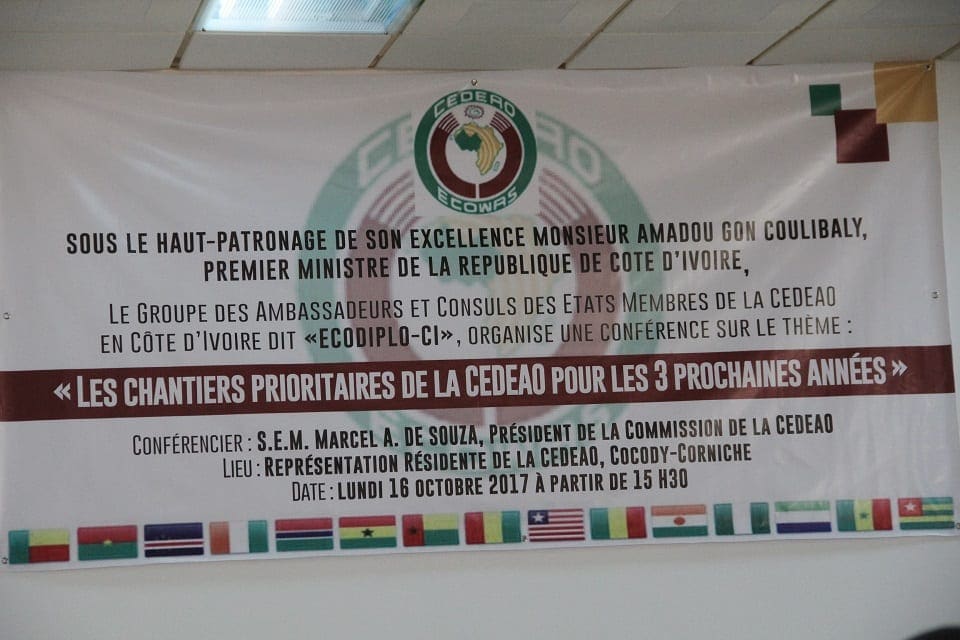 CEDEAO
ECOWAS
CEDEAO
SOUS LE HAUT-PATRONAGE DE SON EXCELLENCE MONSIEUR AMADOU GON COULIBALY,
PREMIER MINISTRE DE LA REPUBLIQUE DE COTE D'IVOIRE,
LE GROUPE DES AMBASSADEURS ET CONSULS DES ETATS MEMBRES DE LA CEDEAO
EN CÔTE D'IVOIRE DIT «ECODIPLO-CI», ORGANISE UNE CONFÉRENCE SUR LE THÈME :
« LES CHANTIERS PRIORITAIRES DE LA CEDEAO POUR LES 3 PROCHAINES ANNÉES »
CONFÉRENCIER : S.E.M. MARCEL A. DE SOUZA, PRÉSIDENT DE LA COMMISSION DE LA CEDEAO
LIEU : REPRÉSENTATION RÉSIDENTE DE LA CEDEAO, COCODY-CORNICHE
DATE : LUNDI 16 OCTOBRE 2017 À PARTIR DE 15 H30